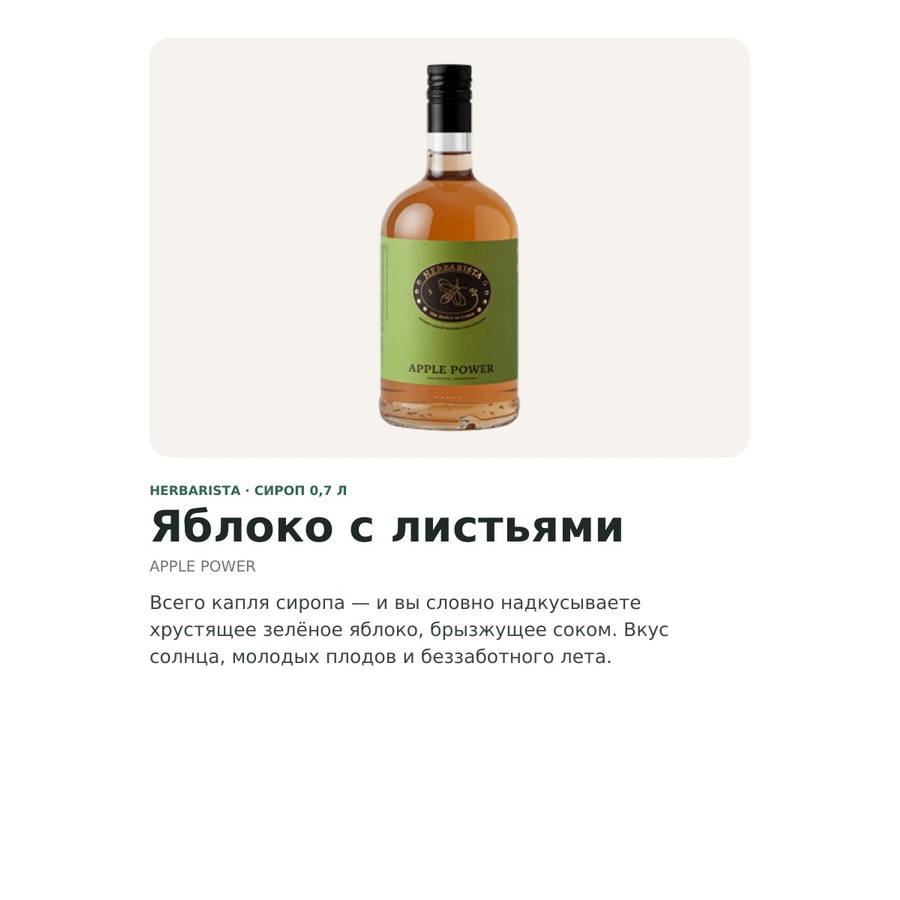 HERBARISTA
APPLE POWER
HERBARISTA · СИРОП 0,7 Л
Яблоко с листьями
APPLE POWER
Всего капля сиропа — и вы словно надкусываете
хрустящее зелёное яблоко, брызжущее соком. Вкус
солнца, молодых плодов и беззаботного лета.